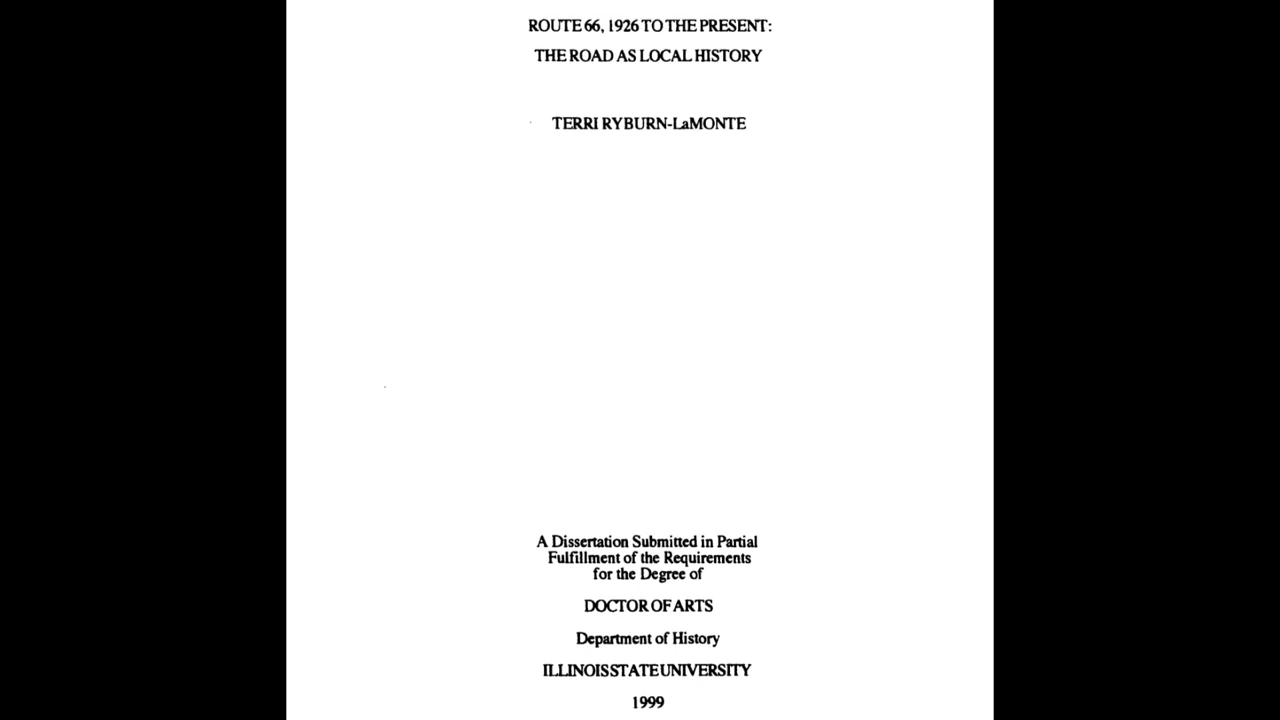 ROUTE 66, 1926 TO THE PRESENT:
THE ROAD AS LOCAL HISTORY
TERRI RYBURN-LaMONTE
A Dissertation Submitted in Partial
Fulfillment of the Requirements
for the Degree of
DOCTOR OF ARTS
Department of History
ILLINOIS STATE UNIVERSITY
1999